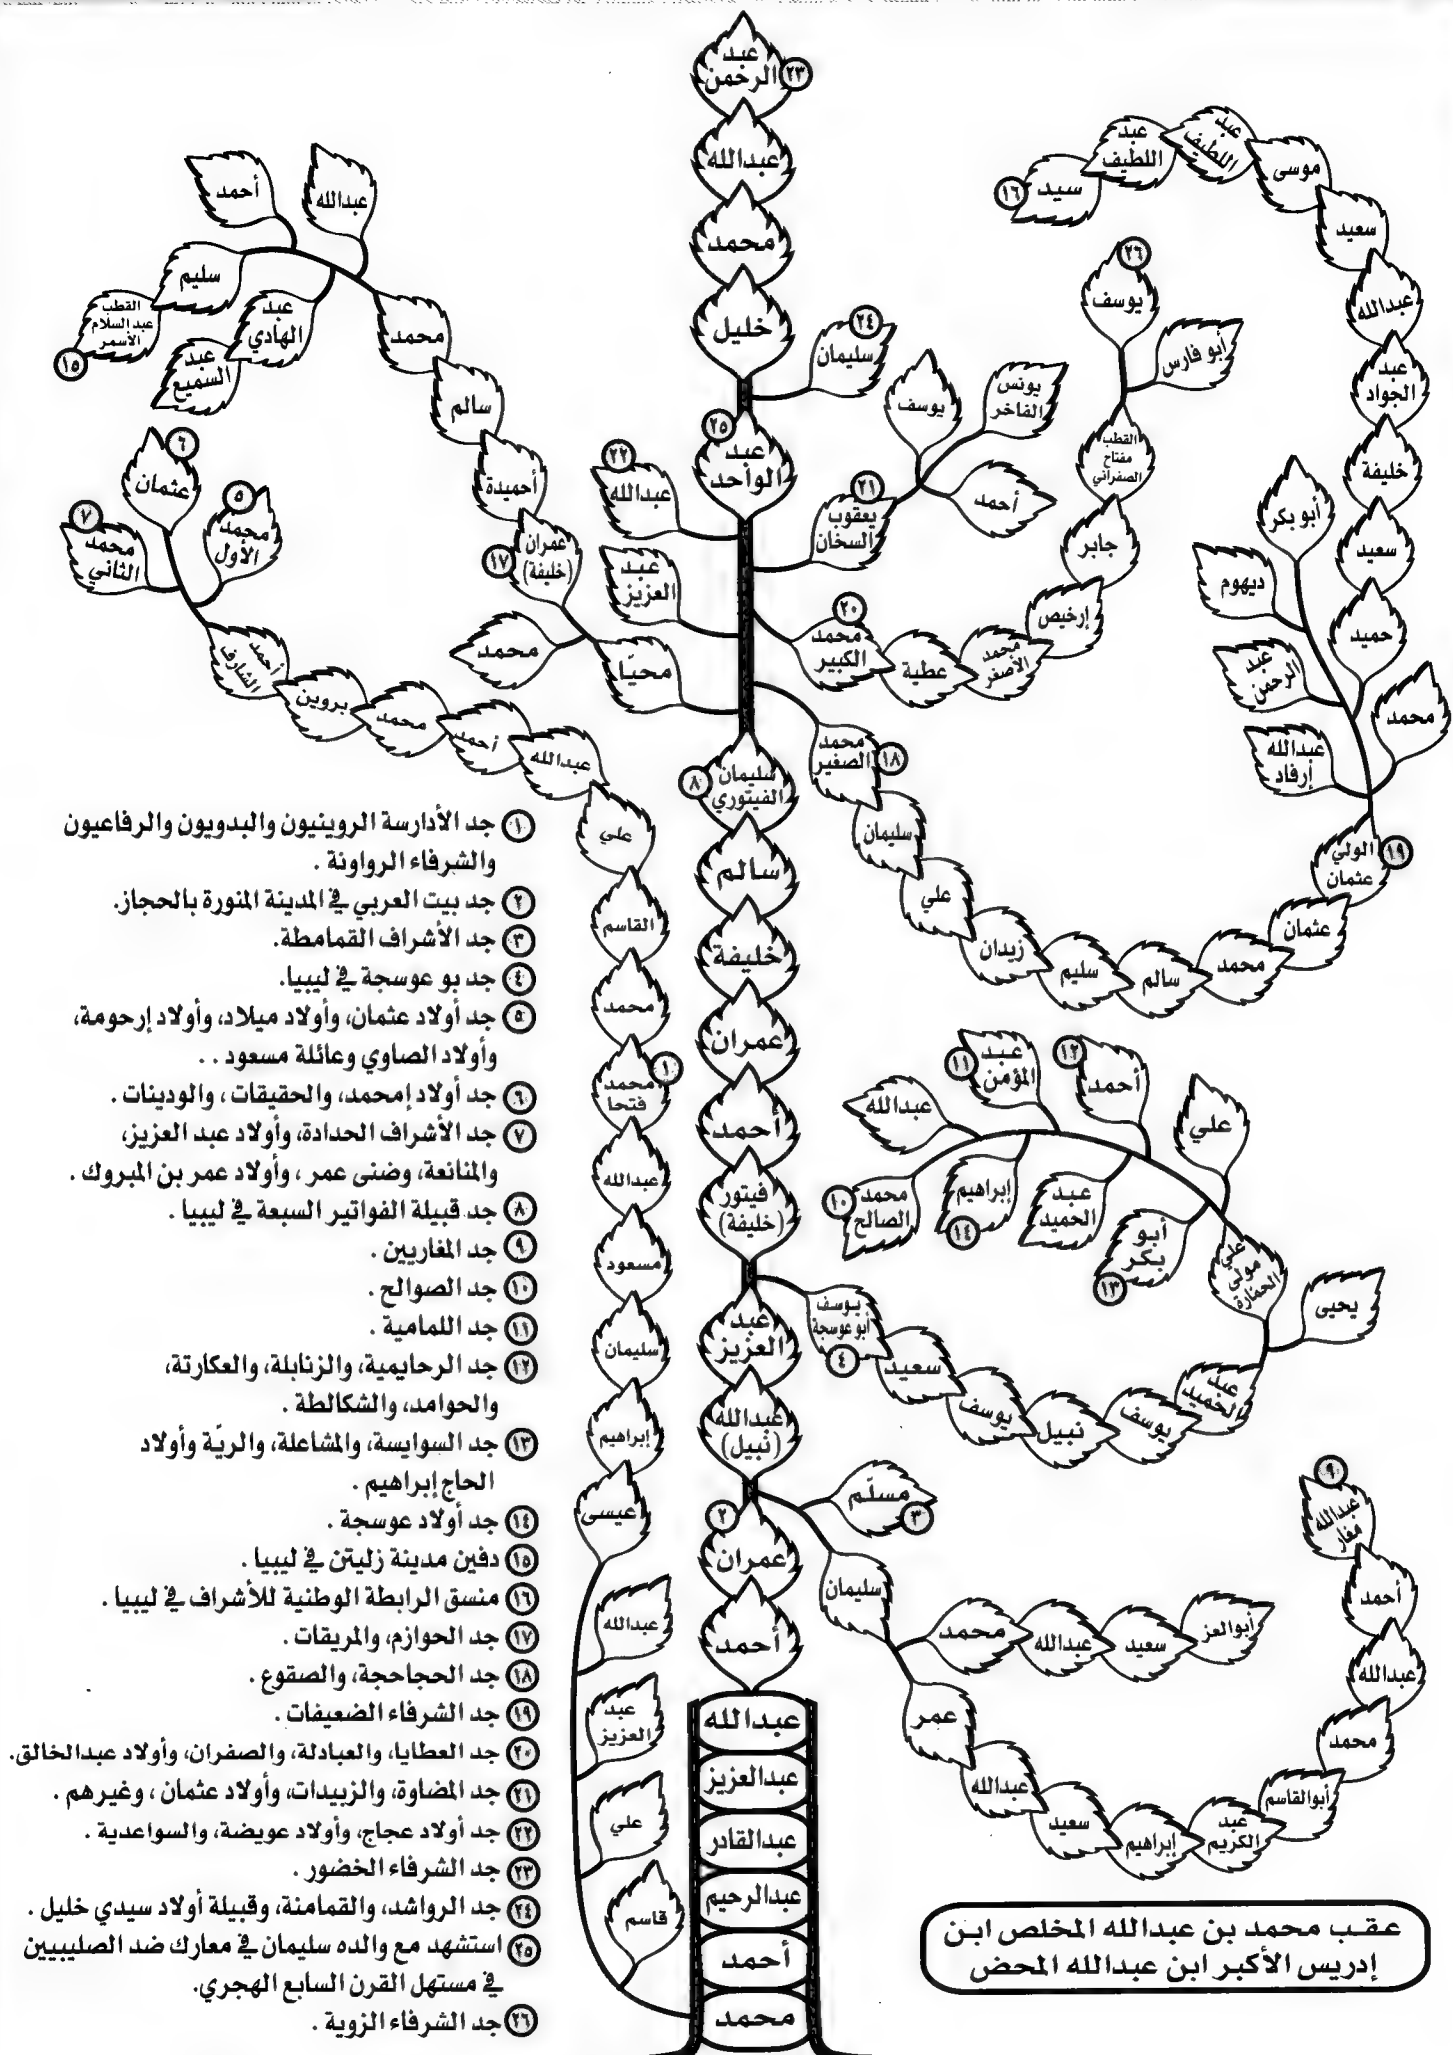 عبد
الرحمن
٢٣
عبدالله
محمد
خليل
سليمان
٢٤
٢٥
عبد
الواحد
٢٢
عبدالله
عبد
العزيز
محيّا
عمران
(خليفة)
١٧
محمد
أحميدة
سالم
محمد
عبدالله
أحمد
سليم
القطب
عبد السلام
الأسمر
١٥
عبد
الهادي
عبد
السميع
٢١
يعقوب
السخان
يوسف
يونس
الفاخر
أحمد
٢٠
محمد
الكبير
عطية
محمد
الأصفر
إرخيص
جابر
القطب
مفتاح
الصفراني
يوسف
٢٦
أبو فارس
محمد
الصغير
١٨
سليمان
علي
زيدان
سليم
سالم
محمد
عثمان
الولي
عثمان
١٩
محمد
عبدالله
إرفاد
عبد
الرحمن
ديهوم
أبو بكر
حميد
سعيد
خليفة
عبد
الجواد
عبدالله
سعيد
موسى
عبد
اللطيف
عبد
اللطيف
سيد
١٦
سليمان
الفيتوري
٨
سالم
خليفة
عمران
أحمد
فيتور
(خليفة)
يوسف
أبو عوسجة
٤
سعيد
يوسف
نبيل
يوسف
عبد
الحميد
يحيى
علي
مولى
الحمارة
علي
أحمد
١٢
عبد
المؤمن
١١
عبدالله
محمد
الصالح
١٠
إبراهيم
١٤
عبد
الحميد
أبو
بكر
١٣
عبد
العزيز
عبدالله
(نبيل)
مسلّم
٣
سليمان
محمد
عبدالله
سعيد
أبوالعز
عمر
عبدالله
سعيد
إبراهيم
عبد
الكريم
أبوالقاسم
محمد
عبدالله
أحمد
عبدالله
مغار
٩
٢
عمران
أحمد
عبدالله
عبدالعزيز
عبدالقادر
عبدالرحيم
أحمد
محمد
قاسم
علي
عبد
العزيز
عبدالله
عيسى
إبراهيم
سليمان
مسعود
عبدالله
محمد
فتحا
١
محمد
القاسم
علي
عبدالله
أحمد
محمد
بروين
أحمد
الشارف
محمد
الأول
٥
عثمان
٦
محمد
الثاني
٧
١ جد الأدارسة الروينيون والبدويون والرفاعيون
والشرفاء الرواونة .
٢ جد بيت العربي في المدينة المنورة بالحجاز.
٣ جد الأشراف القمامطة.
٤ جد بو عوسجة في ليبيا.
٥ جد أولاد عثمان، وأولاد ميلاد، وأولاد إرحومة،
وأولاد الصاوي وعائلة مسعود . .
٦ جد أولاد إمحمد، والحقيقات ، والودينات .
٧ جد الأشراف الحدادة، وأولاد عبد العزيز،
والمنانعة، وضنى عمر ، وأولاد عمر بن المبروك .
٨ جد قبيلة الفواتير السبعة في ليبيا .
٩ جد المغاربين .
١٠ جد الصوالح .
١١ جد اللمامية .
١٢ جد الرحايمية، والزنابلة، والعكارتة،
والحوامد، والشكالطة .
١٣ جد السوايسة، والمشاعلة، والريّة وأولاد
الحاج إبراهيم .
١٤ جد أولاد عوسجة .
١٥ دفين مدينة زليتن في ليبيا .
١٦ منسق الرابطة الوطنية للأشراف في ليبيا .
١٧ جد الحوازم، والمريقات .
١٨ جد الحجاحجة، والصقوع .
١٩ جد الشرفاء الضعيفات .
٢٠ جد العطايا، والعبادلة، والصفران، وأولاد عبدالخالق.
٢١ جد المضاوة، والزبيدات، وأولاد عثمان ، وغيرهم .
٢٢ جد أولاد عجاج، وأولاد عويضة، والسواعدية .
٢٣ جد الشرفاء الخضور .
٢٤ جد الرواشد، والقمامنة، وقبيلة أولاد سيدي خليل .
٢٥ استشهد مع والده سليمان في معارك ضد الصليبيين
في مستهل القرن السابع الهجري.
٢٦ جد الشرفاء الزوية .
عقب محمد بن عبدالله المخلص ابن
إدريس الأكبر ابن عبدالله المحض